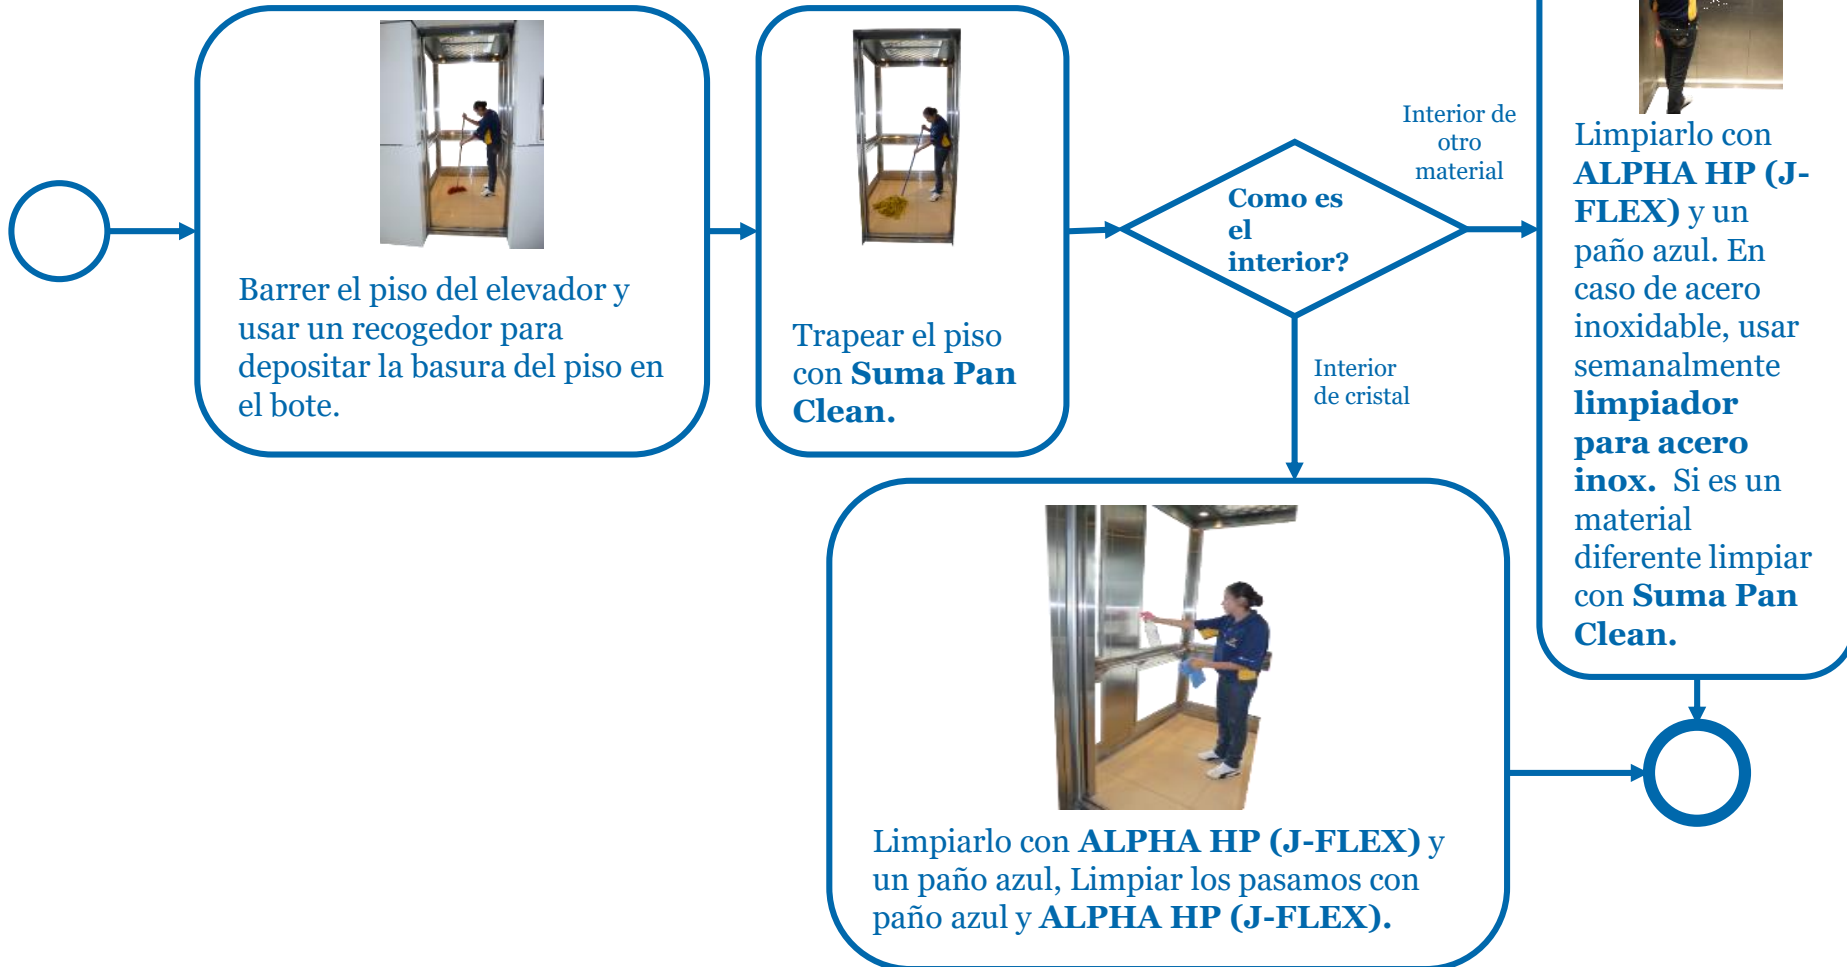 Barrer el piso del elevador y
usar un recogedor para
depositar la basura del piso en
el bote.
Trapear el piso
con Suma Pan
Clean.
Como es
el
interior?
Interior de
otro
material
Interior
de cristal
Limpiarlo con
ALPHA HP (J-
FLEX) y un
paño azul. En
caso de acero
inoxidable, usar
semanalmente
limpiador
para acero
inox. Si es un
material
diferente limpiar
con Suma Pan
Clean.
Limpiarlo con ALPHA HP (J-FLEX) y
un paño azul, Limpiar los pasamos con
paño azul y ALPHA HP (J-FLEX).